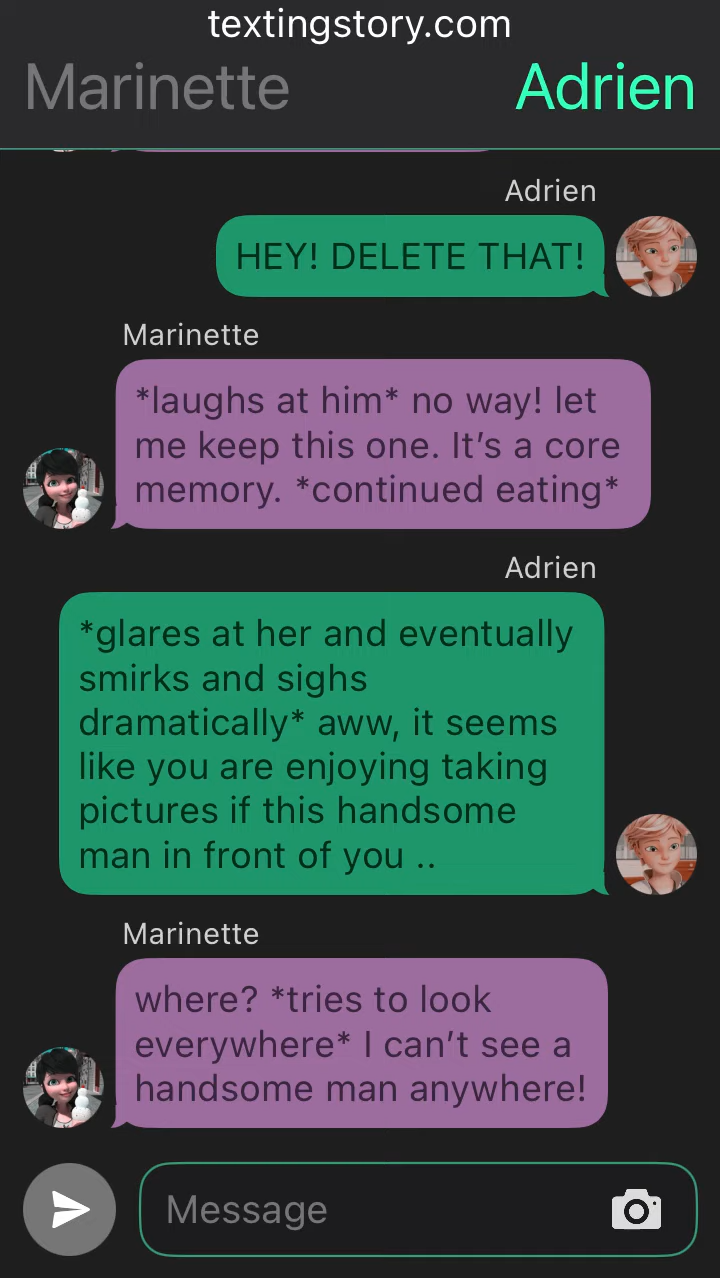 textingstory.com
Marinette
Adrien
Adrien
HEY! DELETE THAT!
Marinette
*laughs at him* no way! let
me keep this one. It’s a core
memory. *continued eating*
Adrien
*glares at her and eventually
smirks and sighs
dramatically* aww, it seems
like you are enjoying taking
pictures if this handsome
man in front of you ..
Marinette
where? *tries to look
everywhere* I can’t see a
handsome man anywhere!
Message